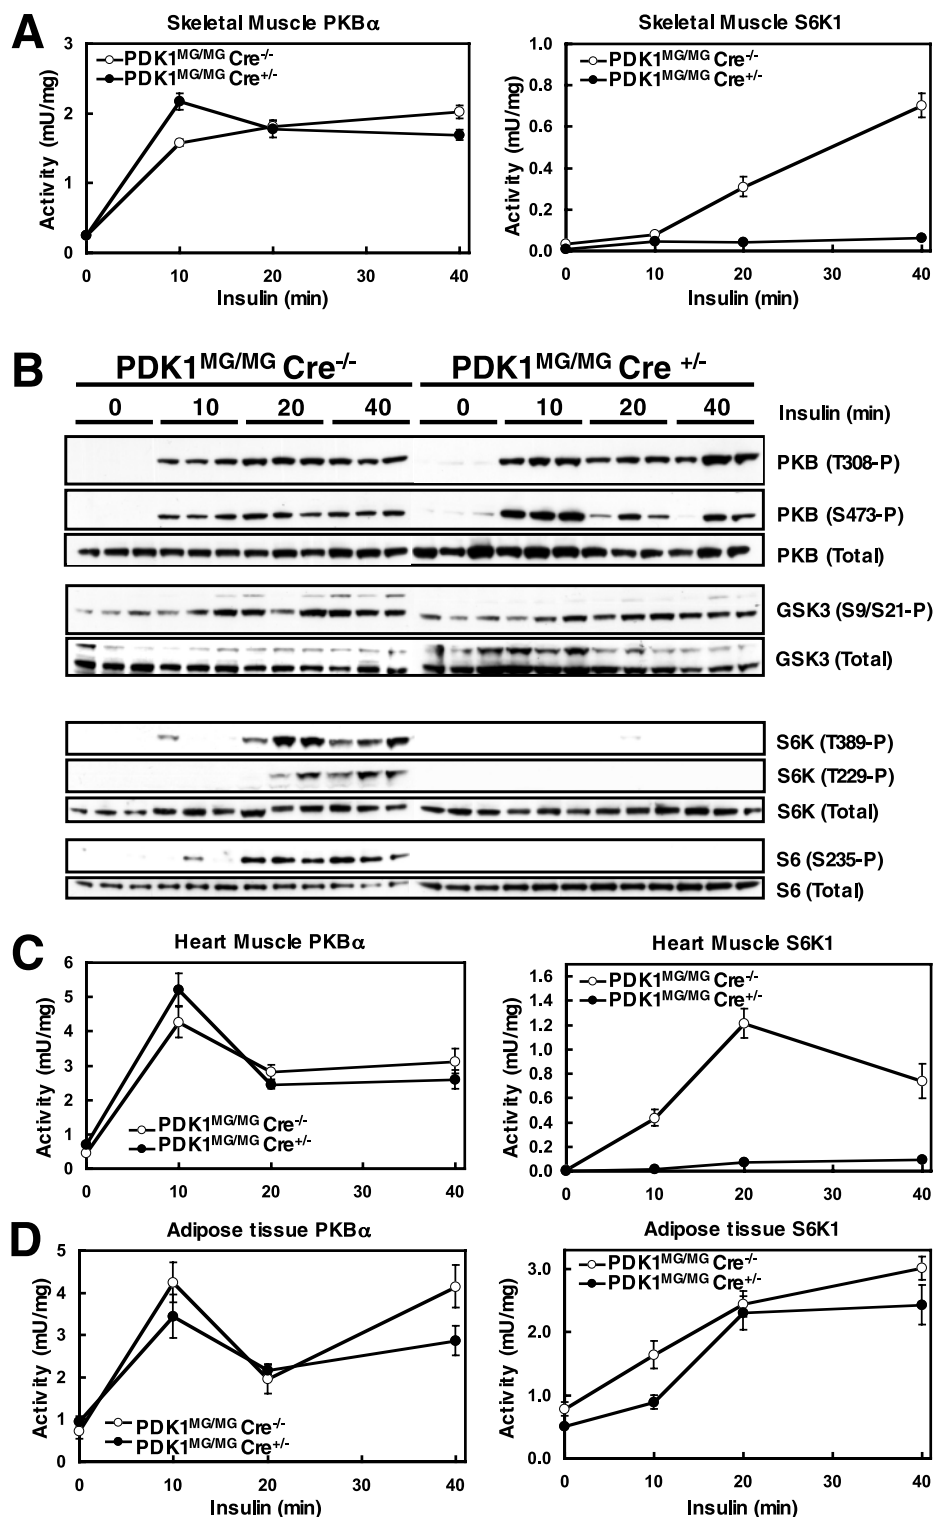 A
Skeletal Muscle PKBα
3
2
1
0
Activity (mU/mg)
PDK1MG/MG Cre-/-
PDK1MG/MG Cre+/-
0 10 20 30 40
Insulin (min)
Skeletal Muscle S6K1
1.0
0.8
0.6
0.4
0.2
0.0
Activity (mU/mg)
PDK1MG/MG Cre-/-
PDK1MG/MG Cre+/-
0 10 20 30 40
Insulin (min)
B
PDK1MG/MG Cre-/- PDK1MG/MG Cre +/-
0 10 20 40 0 10 20 40 Insulin (min)
PKB (T308-P)
PKB (S473-P)
PKB (Total)
GSK3 (S9/S21-P)
GSK3 (Total)
S6K (T389-P)
S6K (T229-P)
S6K (Total)
S6 (S235-P)
S6 (Total)
C
Heart Muscle PKBα
6
5
4
3
2
1
0
Activity (mU/mg)
PDK1MG/MG Cre-/-
PDK1MG/MG Cre+/-
0 10 20 30 40
Heart Muscle S6K1
1.6
1.4
1.2
1.0
0.8
0.6
0.4
0.2
0.0
Activity (mU/mg)
PDK1MG/MG Cre-/-
PDK1MG/MG Cre+/-
0 10 20 30 40
D
Adipose tissue PKBα
5
4
3
2
1
0
Activity (mU/mg)
PDK1MG/MG Cre-/-
PDK1MG/MG Cre+/-
0 10 20 30 40
Insulin (min)
Adipose tissue S6K1
3.0
2.0
1.0
0.0
Activity (mU/mg)
PDK1MG/MG Cre-/-
PDK1MG/MG Cre+/-
0 10 20 30 40
Insulin (min)